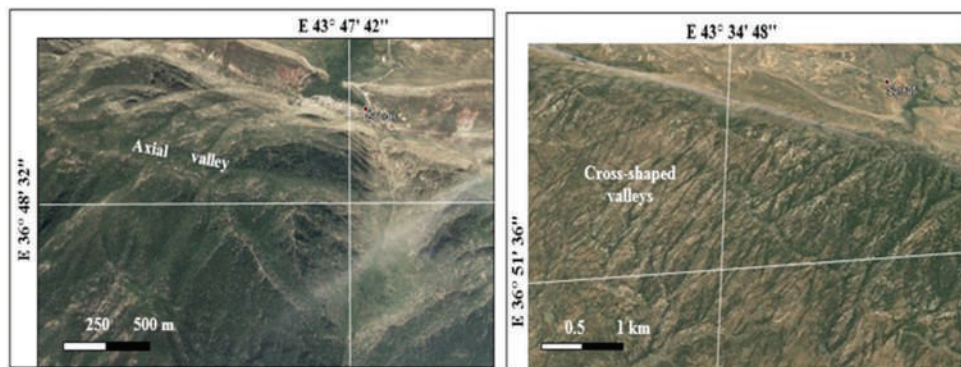 E 43° 47' 42"
E 36° 48' 32"
Axial valley
250 500 m
E 43° 34' 48"
E 36° 51' 36"
Cross-shaped
valleys
0.5 1 km